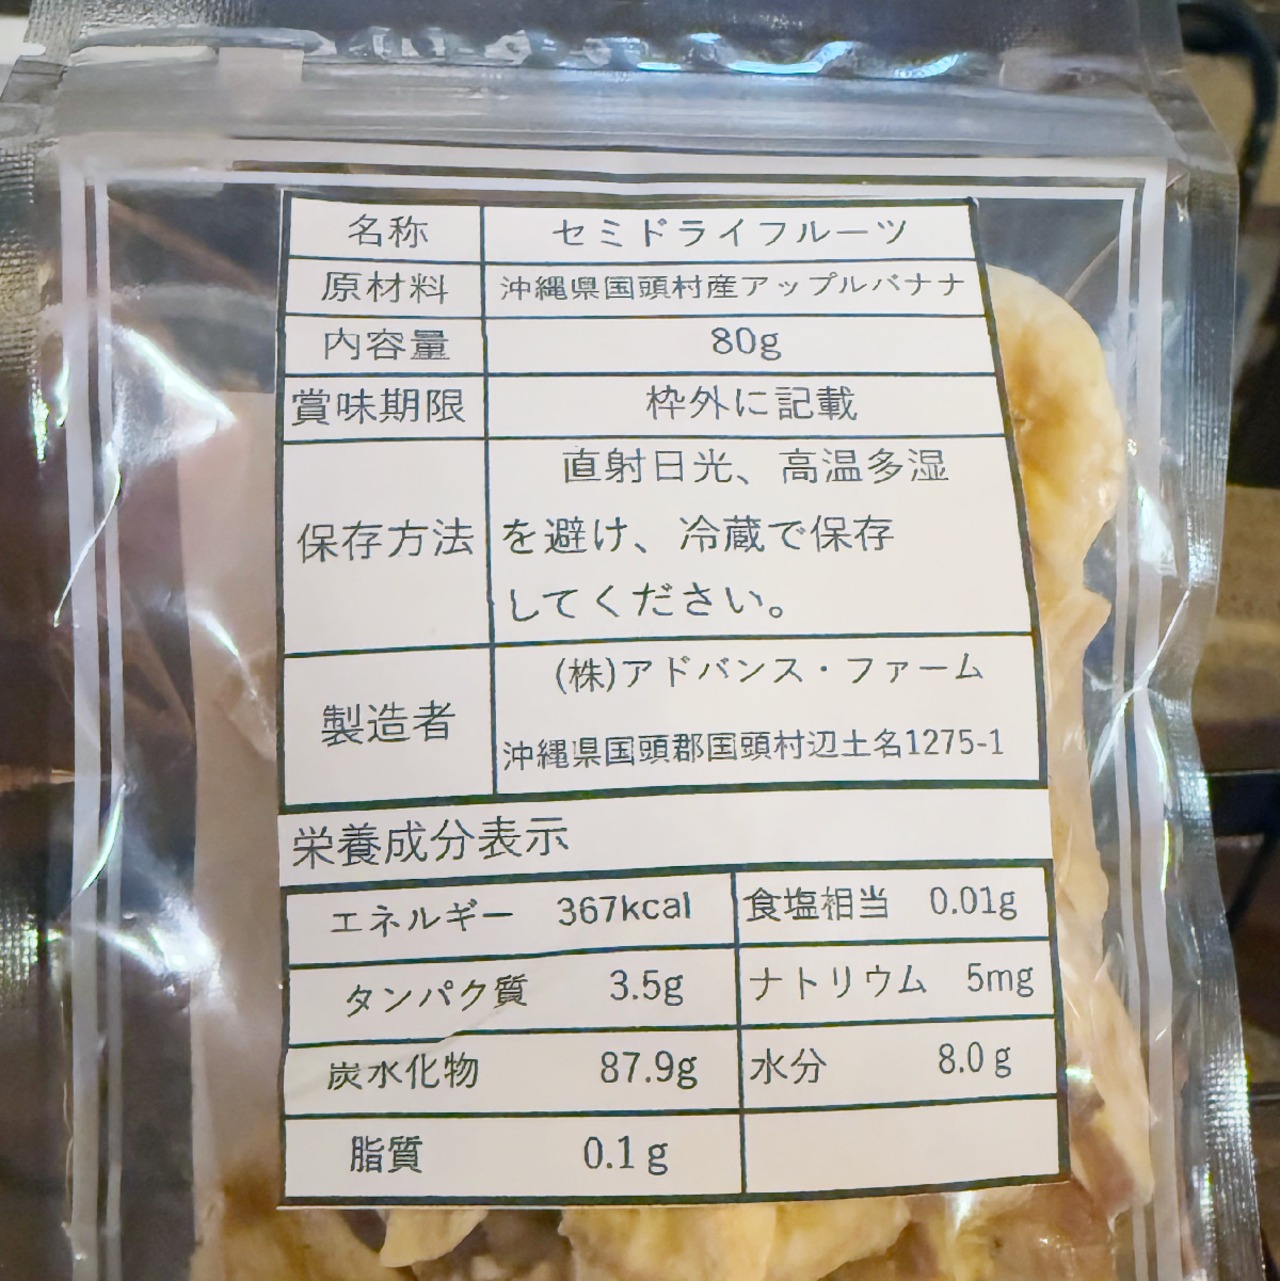 名称 セミドライフルーツ
原材料 沖縄県国頭村産アップルバナナ
内容量 80g
賞味期限 枠外に記載
直射日光、高温多湿
保存方法 を避け、冷蔵で保存
してください。
(株)アドバンス・ファーム
製造者
沖縄県国頭郡国頭村辺土名1275-1
栄養成分表示
エネルギー 367kcal 食塩相当 0.01g
タンパク質 3.5g ナトリウム 5mg
炭水化物 87.9g 水分 8.0g
脂質 0.1g